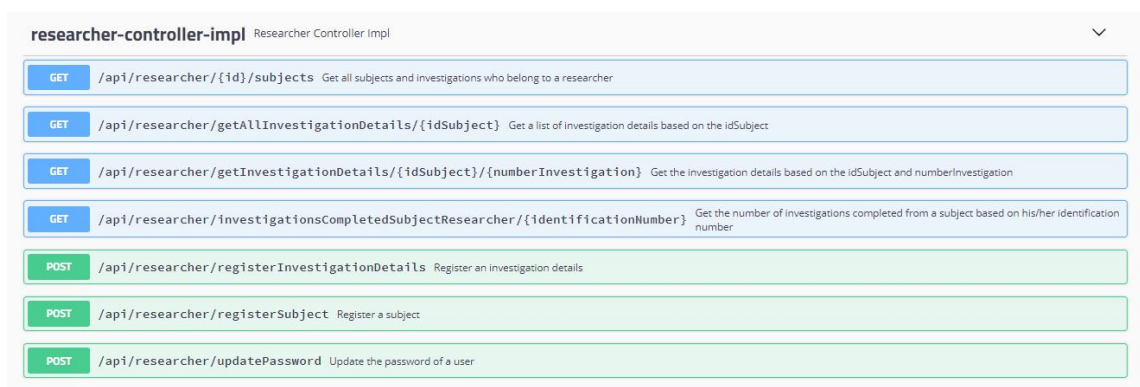 researcher-controller-impl Researcher Controller Impl
GET /api/researcher/{id}/subjects Get all subjects and investigations who belong to a researcher
GET /api/researcher/getAllInvestigationDetails/{idSubject} Get a list of investigation details based on the idSubject
GET /api/researcher/getInvestigationDetails/{idSubject}/{numberInvestigation} Get the investigation details based on the idSubject and numberInvestigation
GET /api/researcher/investigationsCompletedSubjectResearcher/{identificationNumber} Get the number of investigations completed from a subject based on his/her identification
number
POST /api/researcher/registerInvestigationDetails Register an investigation details
POST /api/researcher/registerSubject Register a subject
POST /api/researcher/updatePassword Update the password of a user